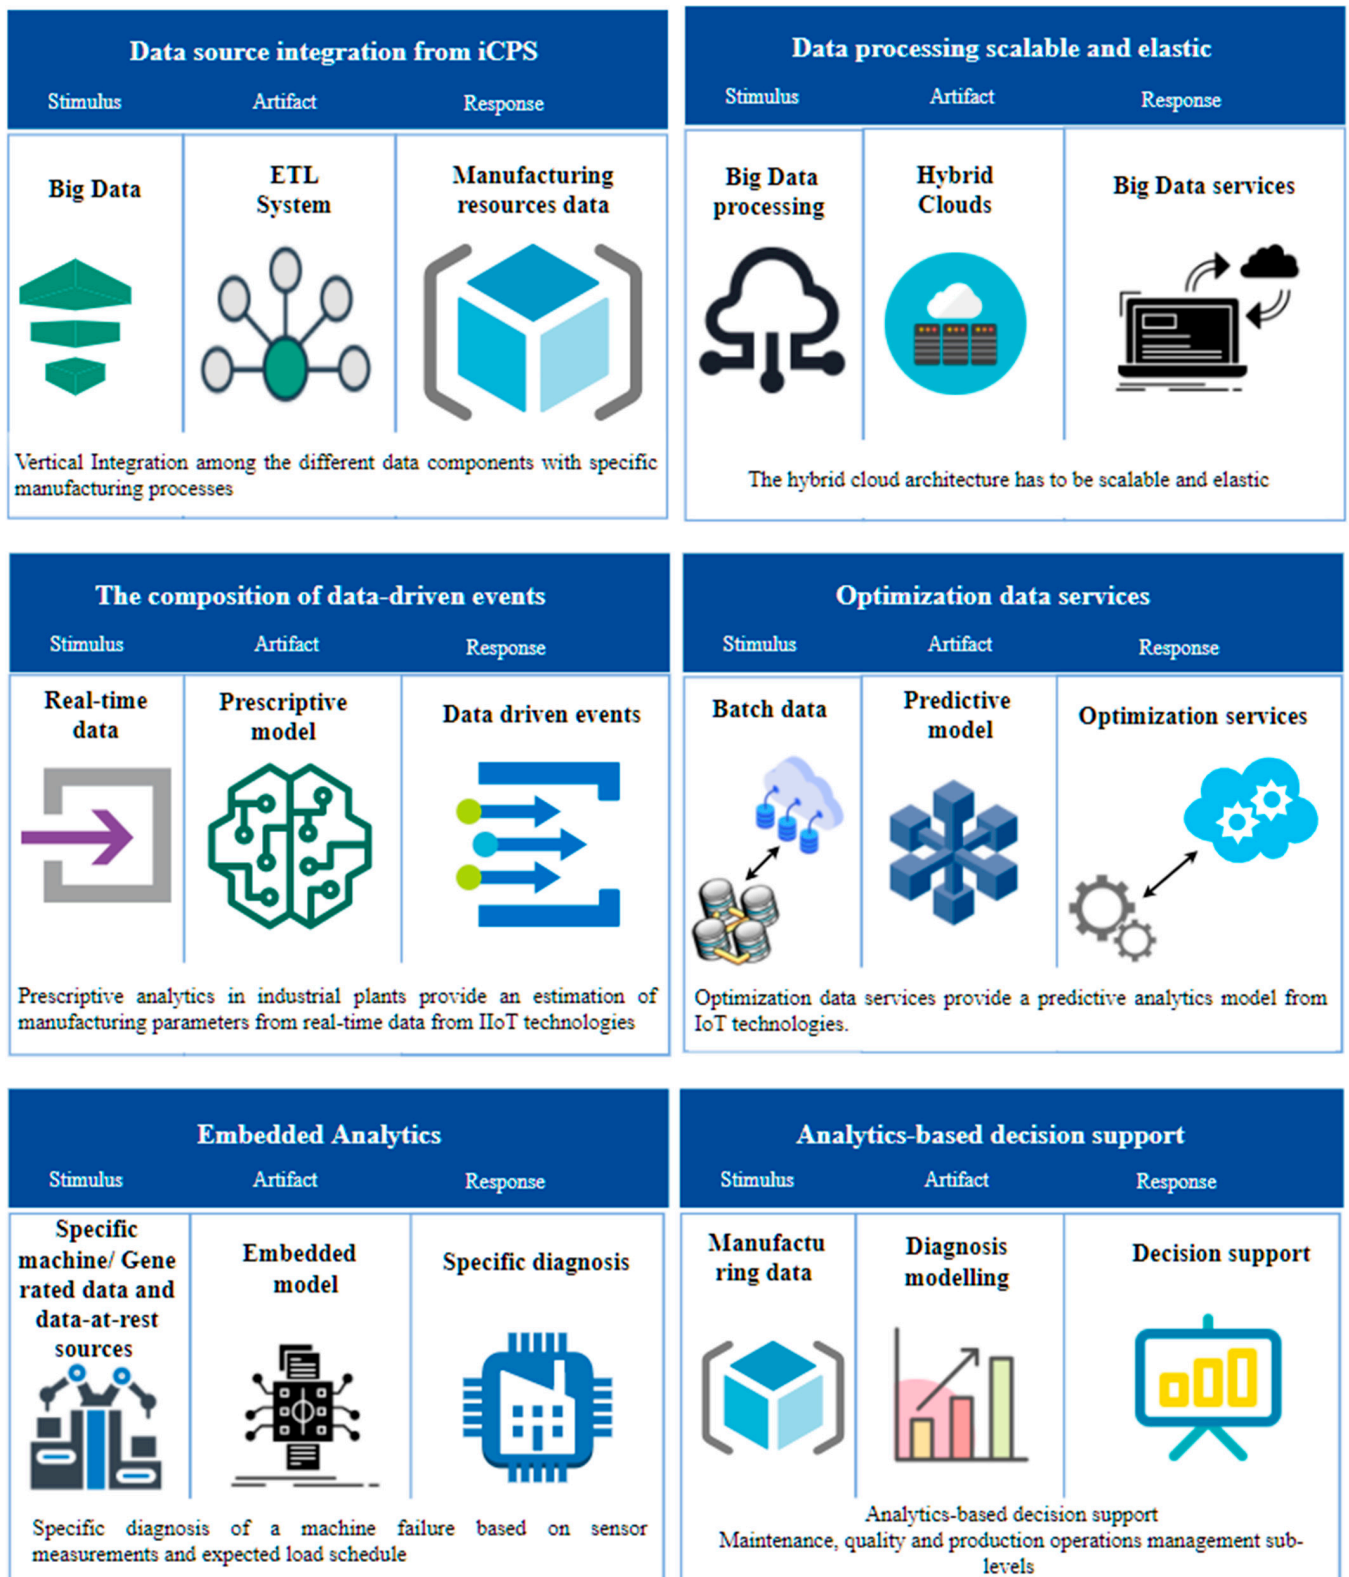 Data source integration from iCPS
Stimulus Artifact Response
Big Data
ETL
System
Manufacturing
resources data
Vertical Integration among the different data components with specific
manufacturing processes
Data processing scalable and elastic
Stimulus Artifact Response
Big Data
processing
Hybrid
Clouds
Big Data services
The hybrid cloud architecture has to be scalable and elastic
The composition of data-driven events
Stimulus Artifact Response
Real-time
data
Prescriptive
model
Data driven events
Prescriptive analytics in industrial plants provide an estimation of
manufacturing parameters from real-time data from IIoT technologies
Optimization data services
Stimulus Artifact Response
Batch data
Predictive
model
Optimization services
Optimization data services provide a predictive analytics model from
IoT technologies.
Embedded Analytics
Stimulus Artifact Response
Specific
machine/ Gene
rated data and
data-at-rest
sources
Embedded
model
Specific diagnosis
Specific diagnosis of a machine failure based on sensor
measurements and expected load schedule
Analytics-based decision support
Stimulus Artifact Response
Manufactu
ring data
Diagnosis
modelling
Decision support
Analytics-based decision support
Maintenance, quality and production operations management sub-
levels